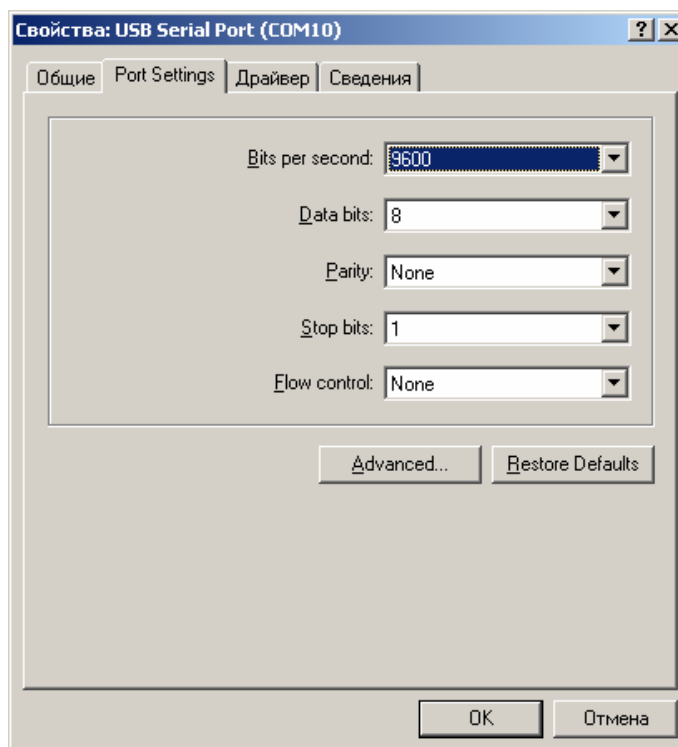 Свойства: USB Serial Port (COM10)
Общие Port Settings Драйвер Сведения
Bits per second: 9600
Data bits: 8
Parity: None
Stop bits: 1
Flow control: None
Advanced... Restore Defaults
OK Отмена